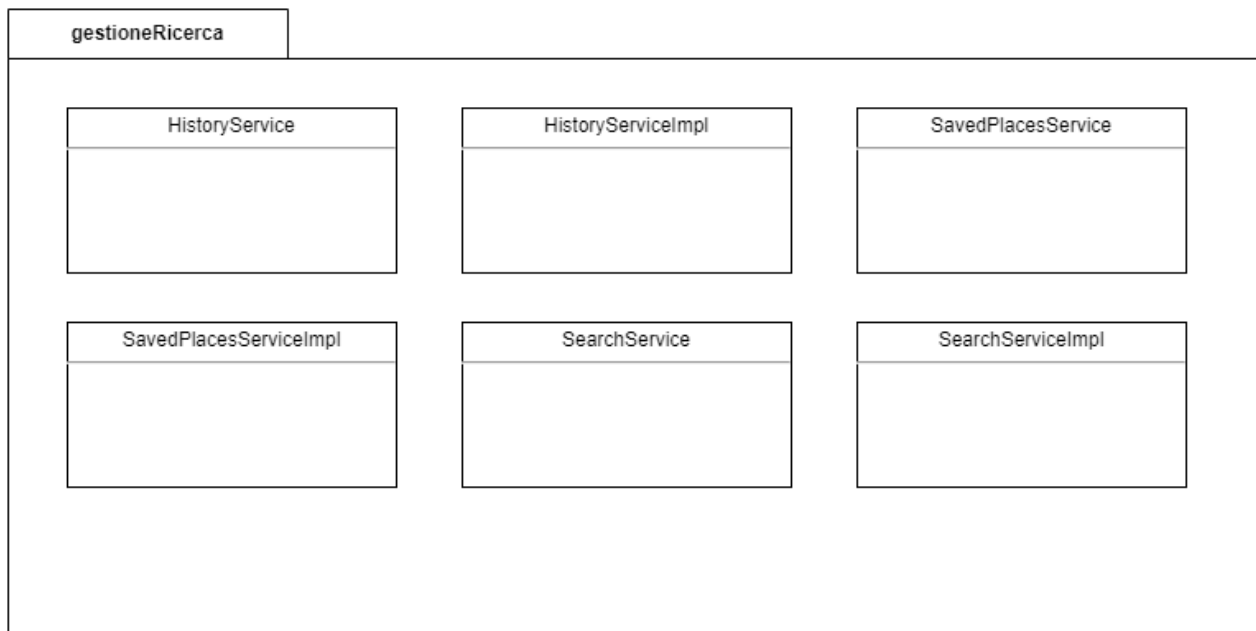 gestioneRicerca
HistoryService
HistoryServiceImpl
SavedPlacesService
SavedPlacesServiceImpl
SearchService
SearchServiceImpl